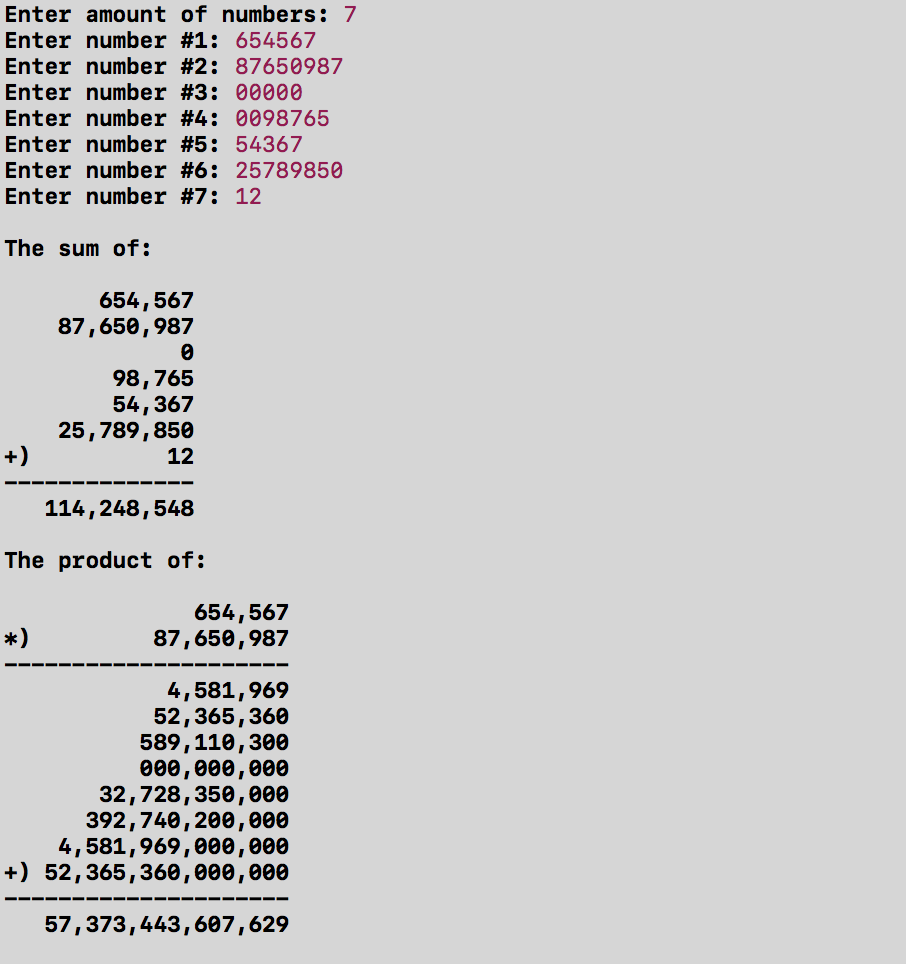 Enter amount of numbers: 7
Enter number #1: 654567
Enter number #2: 87650987
Enter number #3: 00000
Enter number #4: 0098765
Enter number #5: 54367
Enter number #6: 25789850
Enter number #7: 12
The sum of:
654,567
87,650,987
0
98,765
54,367
25,789,850
+) 12
--------------
114,248,548
The product of:
654,567
*) 87,650,987
---------------------
4,581,969
52,365,360
589,110,300
000,000,000
32,728,350,000
392,740,200,000
4,581,969,000,000
+) 52,365,360,000,000
---------------------
57,373,443,607,629